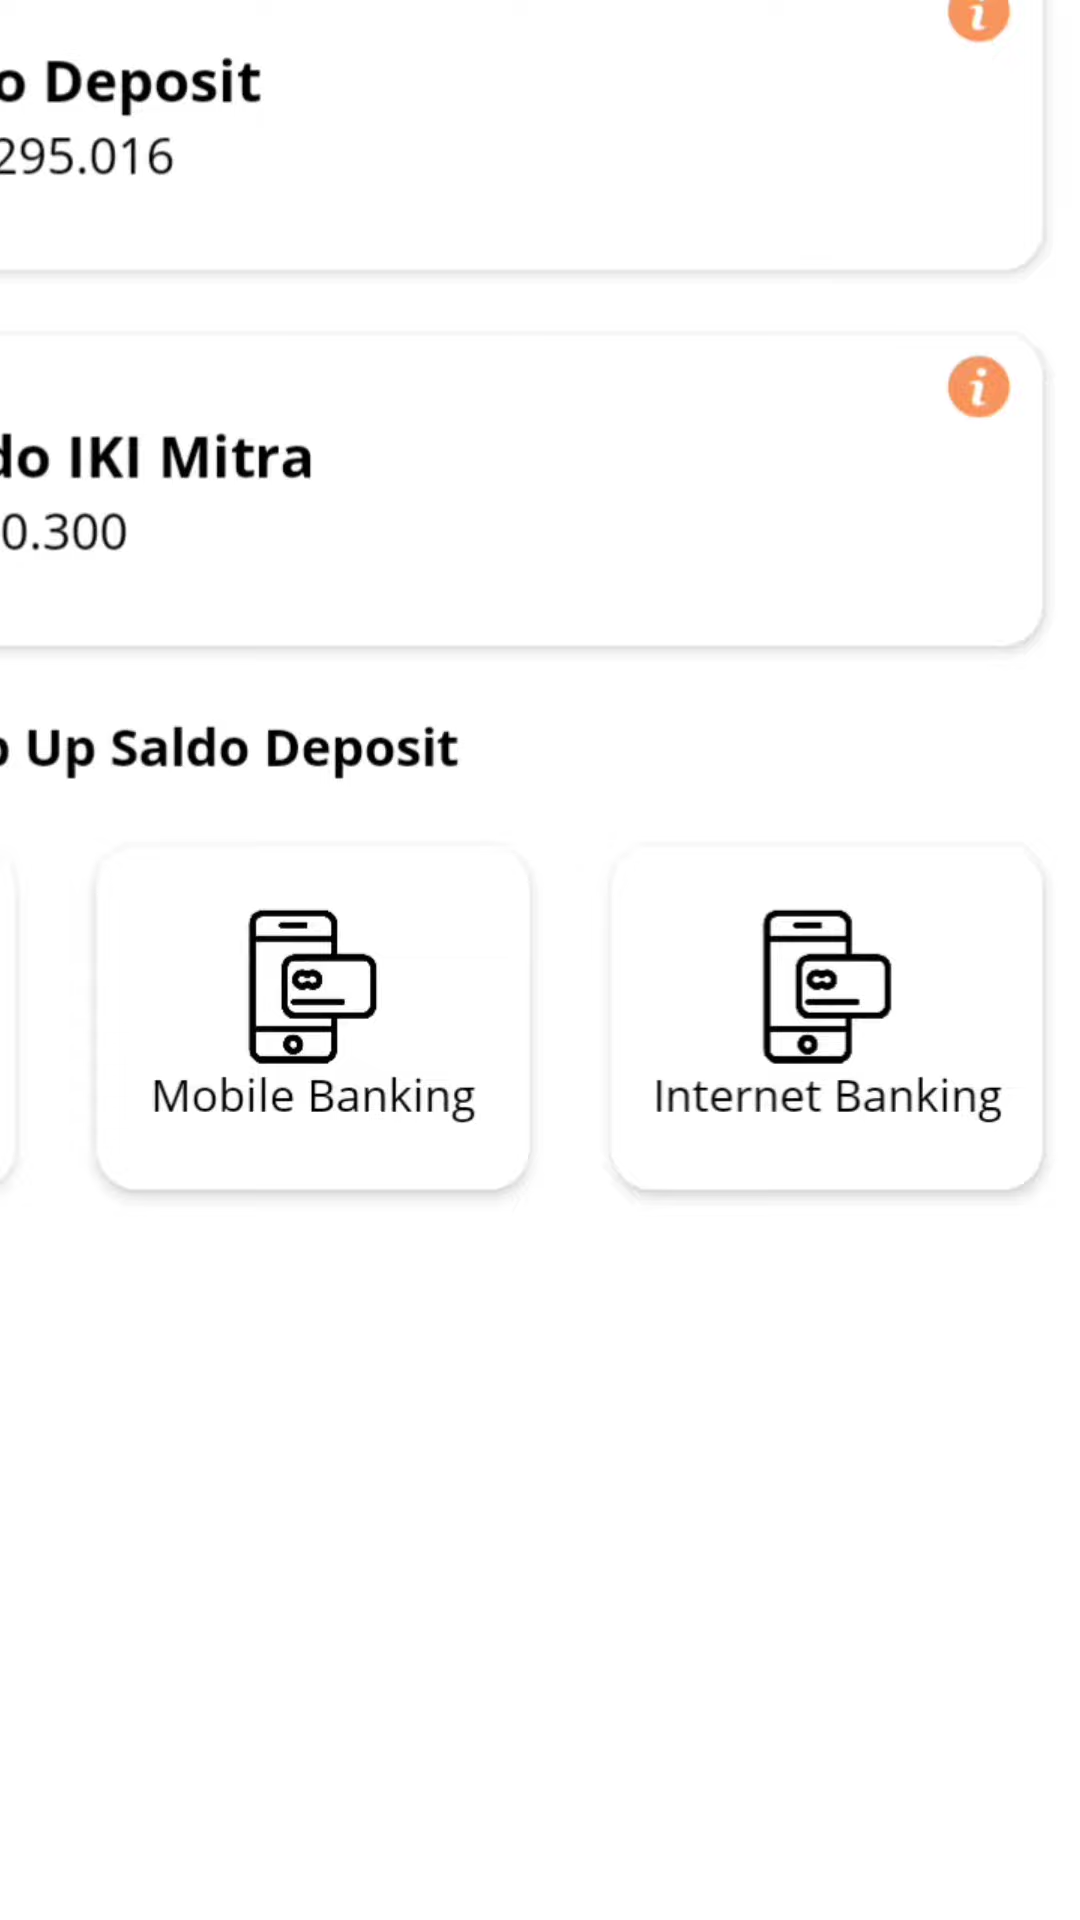 o Deposit
295.016
do IKI Mitra
0.300
Up Saldo Deposit
Mobile Banking
Internet Banking